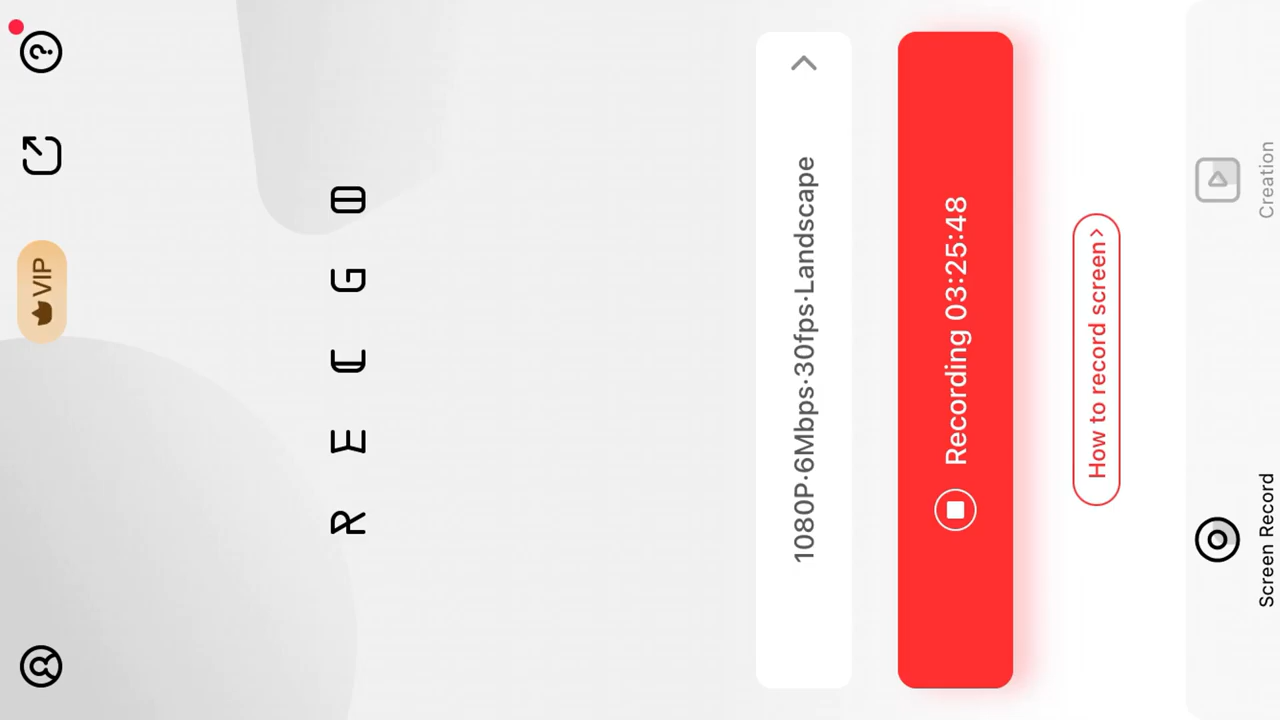 VIP
RECGO
1080P·6Mbps·30fps·Landscape
Recording 03:25:48
How to record screen
Screen Record
Creation